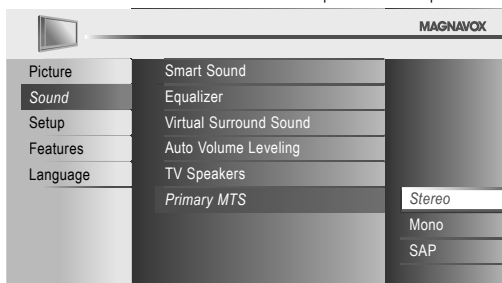 MAGNAVOX
Picture
Sound
Setup
Features
Language
Smart Sound
Equalizer
Virtual Surround Sound
Auto Volume Leveling
TV Speakers
Primary MTS
Stereo
Mono
SAP